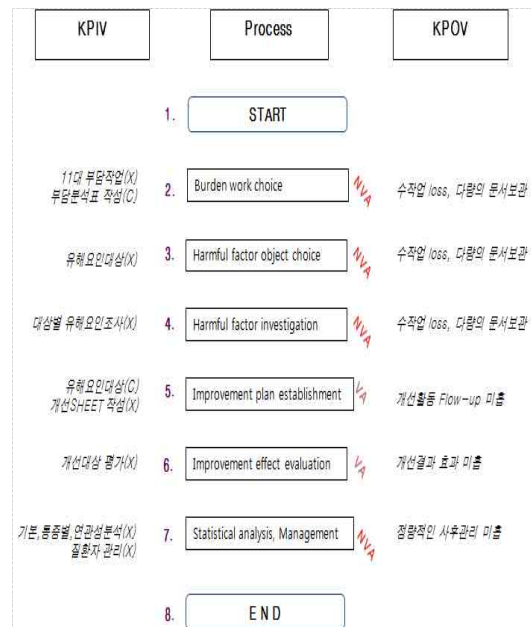 KPIV Process KPOV
1. START
11대 부담작업(X)
부담분석표 작성(C)
2. Burden work choice NVA
수작업 loss, 다량의 문서보관
유해요인대상(X)
3. Harmful factor object choice NVA
수작업 loss, 다량의 문서보관
대상별 유해요인조사(X)
4. Harmful factor investigation NVA
수작업 loss, 다량의 문서보관
유해요인대상(C)
개선SHEET 작성(X)
5. Improvement plan establishment VA
개선활동 Flow-up 미흡
개선대상 평가(X)
6. Improvement effect evaluation VA
개선결과 효과 미흡
기본,통증별,연관성분석(X)
질환자 관리(X)
7. Statistical analysis, Management NVA
정량적인 사후관리 미흡
8. E N D